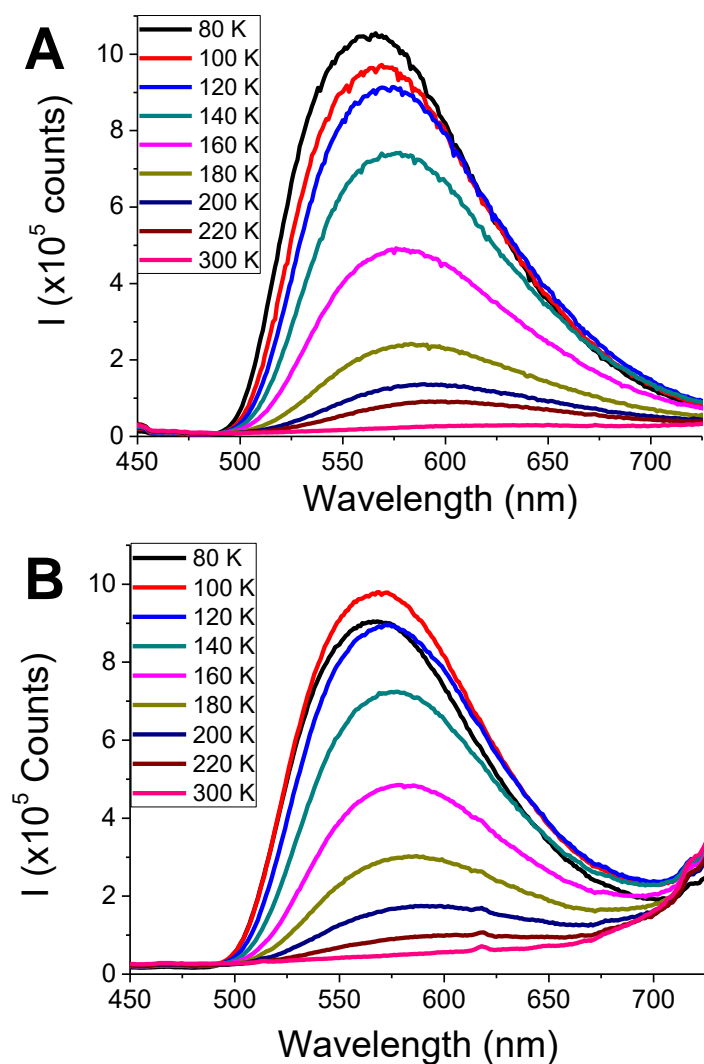 A
80 K
100 K
120 K
140 K
160 K
180 K
200 K
220 K
300 K
I (x10⁵ counts)
10
8
6
4
2
0
450 500 550 600 650 700
Wavelength (nm)
B
80 K
100 K
120 K
140 K
160 K
180 K
200 K
220 K
300 K
I (x10⁵ Counts)
10
8
6
4
2
0
450 500 550 600 650 700
Wavelength (nm)